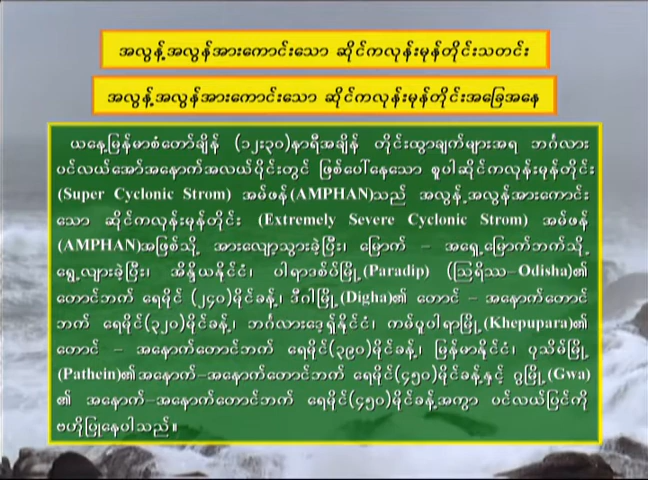 အလွန့်အလွန်အားကောင်းသော ဆိုင်ကလုန်းမုန်တိုင်းသတင်း
အလွန့်အလွန်အားကောင်းသော ဆိုင်ကလုန်းမုန်တိုင်းအခြေအနေ
ယနေ့မြန်မာစံတော်ချိန် (၁၂း၃၀)နာရီအချိန် တိုင်းထွာချက်များအရ ဘင်္ဂလား
ပင်လယ်အော်အနောက်အလယ်ပိုင်းတွင် ဖြစ်ပေါ်နေသော စူပါဆိုင်ကလုန်းမုန်တိုင်း
(Super Cyclonic Strom) အမ်ဖန်(AMPHAN)သည် အလွန့်အလွန်အားကောင်း
သော ဆိုင်ကလုန်းမုန်တိုင်း (Extremely Severe Cyclonic Strom) အမ်ဖန်
(AMPHAN)အဖြစ်သို့ အားလျော့သွားခဲ့ပြီး၊ မြောက် – အရှေ့မြောက်ဘက်သို့
ရွေ့လျားခဲ့ပြီး၊ အိန္ဒိယနိုင်ငံ၊ ပါရာဒစ်ပ်မြို့(Paradip) (ဩရိဿ–Odisha)၏
တောင်ဘက် ရေမိုင် (၂၄၀)မိုင်ခန့်၊ ဒီဂါမြို့(Digha)၏ တောင် – အနောက်တောင်
ဘက် ရေမိုင်(၃၂၀)မိုင်ခန့်၊ ဘင်္ဂလားဒေ့ရှ်နိုင်ငံ၊ ကမ်ပူပါရာမြို့(Khepupara)၏
တောင် – အနောက်တောင်ဘက် ရေမိုင်(၃၉၀)မိုင်ခန့်၊ မြန်မာနိုင်ငံ၊ ပုသိမ်မြို့
(Pathein)၏အနောက်–အနောက်တောင်ဘက် ရေမိုင်(၄၅၀)မိုင်ခန့်နှင့် ဂွမြို့(Gwa)
၏ အနောက်–အနောက်တောင်ဘက် ရေမိုင်(၄၅၀)မိုင်ခန့်အကွာ ပင်လယ်ပြင်ကို
ဗဟိုပြုနေပါသည်။